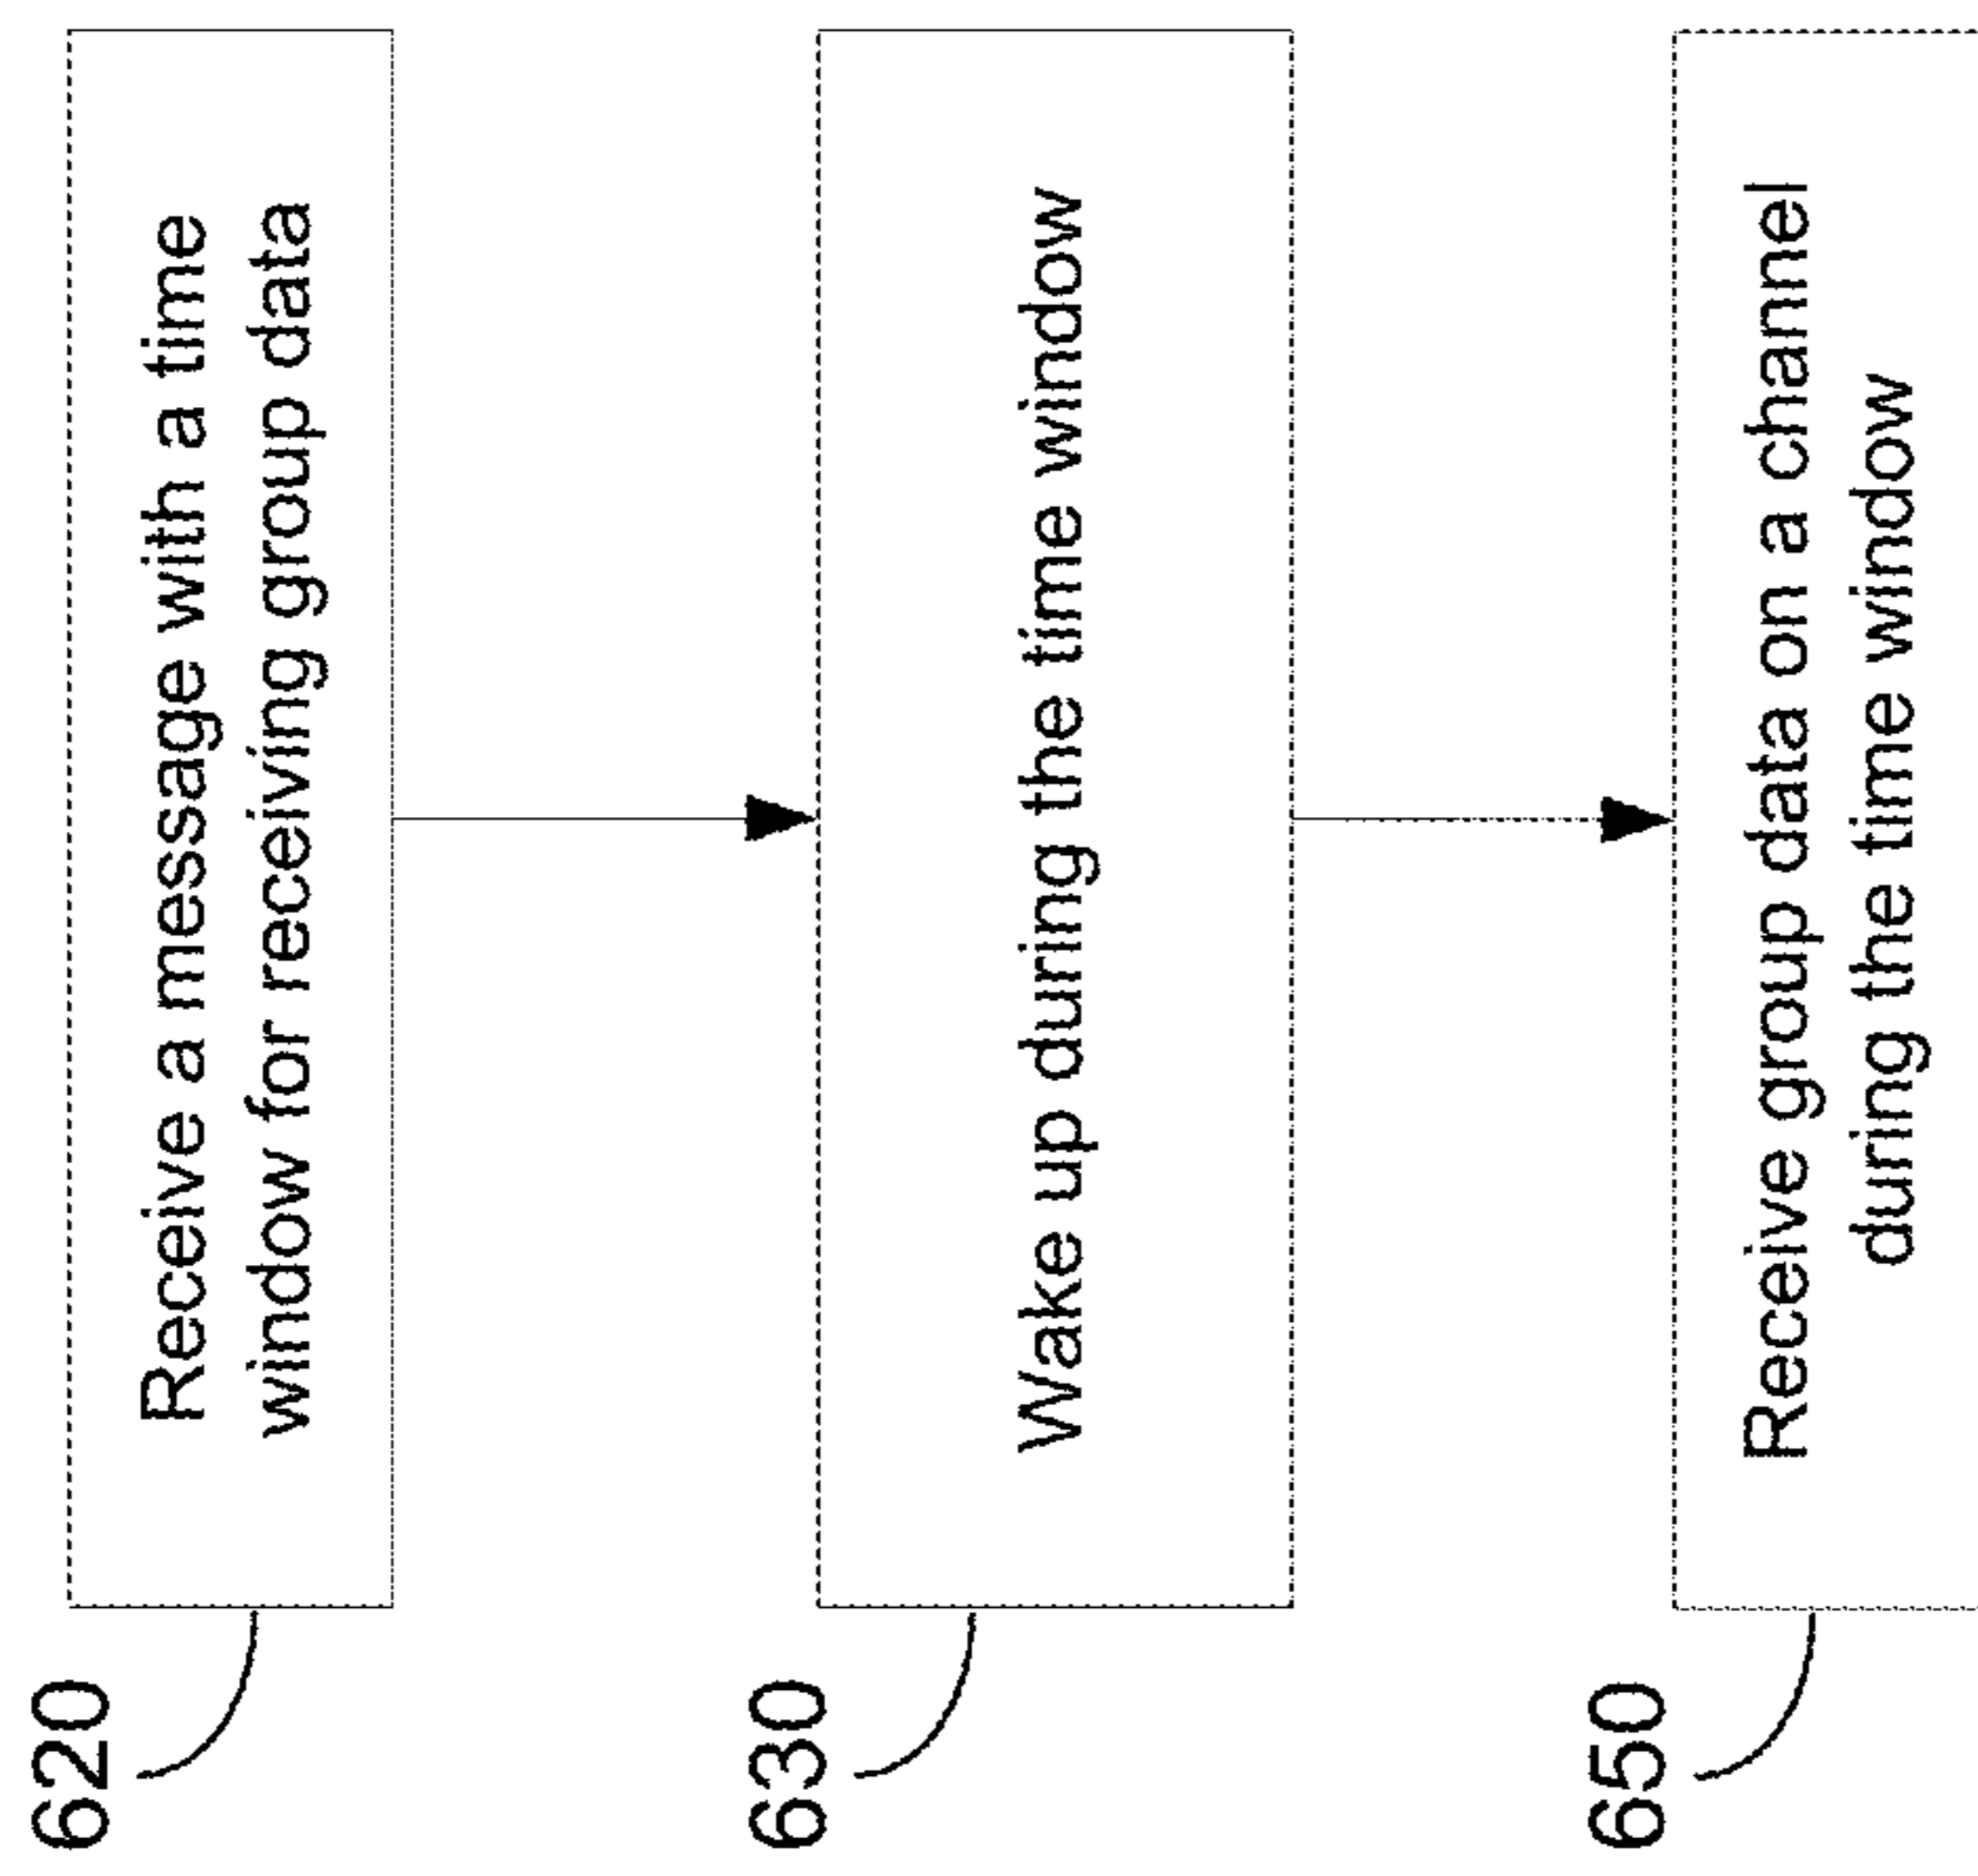 620
Receive a message with a time
window for receiving group data
630
Wake up during the time window
650
Receive group data on a channel
during the time window